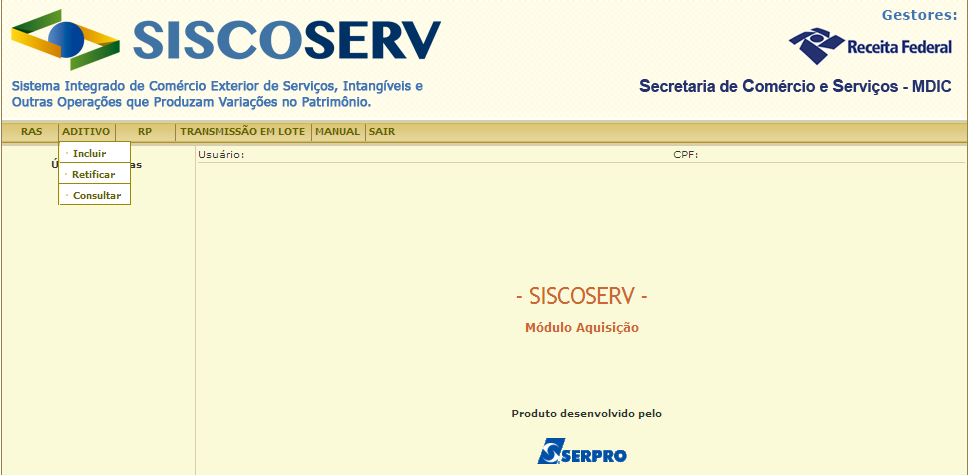 SISCOSERV
Sistema Integrado de Comércio Exterior de Serviços, Intangíveis e
Outras Operações que Produzam Variações no Patrimônio.
Gestores:
Receita Federal
Secretaria de Comércio e Serviços - MDIC
RAS ADITIVO RP TRANSMISSÃO EM LOTE MANUAL SAIR
Incluir
Retificar
Consultar
Usuário: CPF:
- SISCOSERV -
Módulo Aquisição
Produto desenvolvido pelo
SERPRO